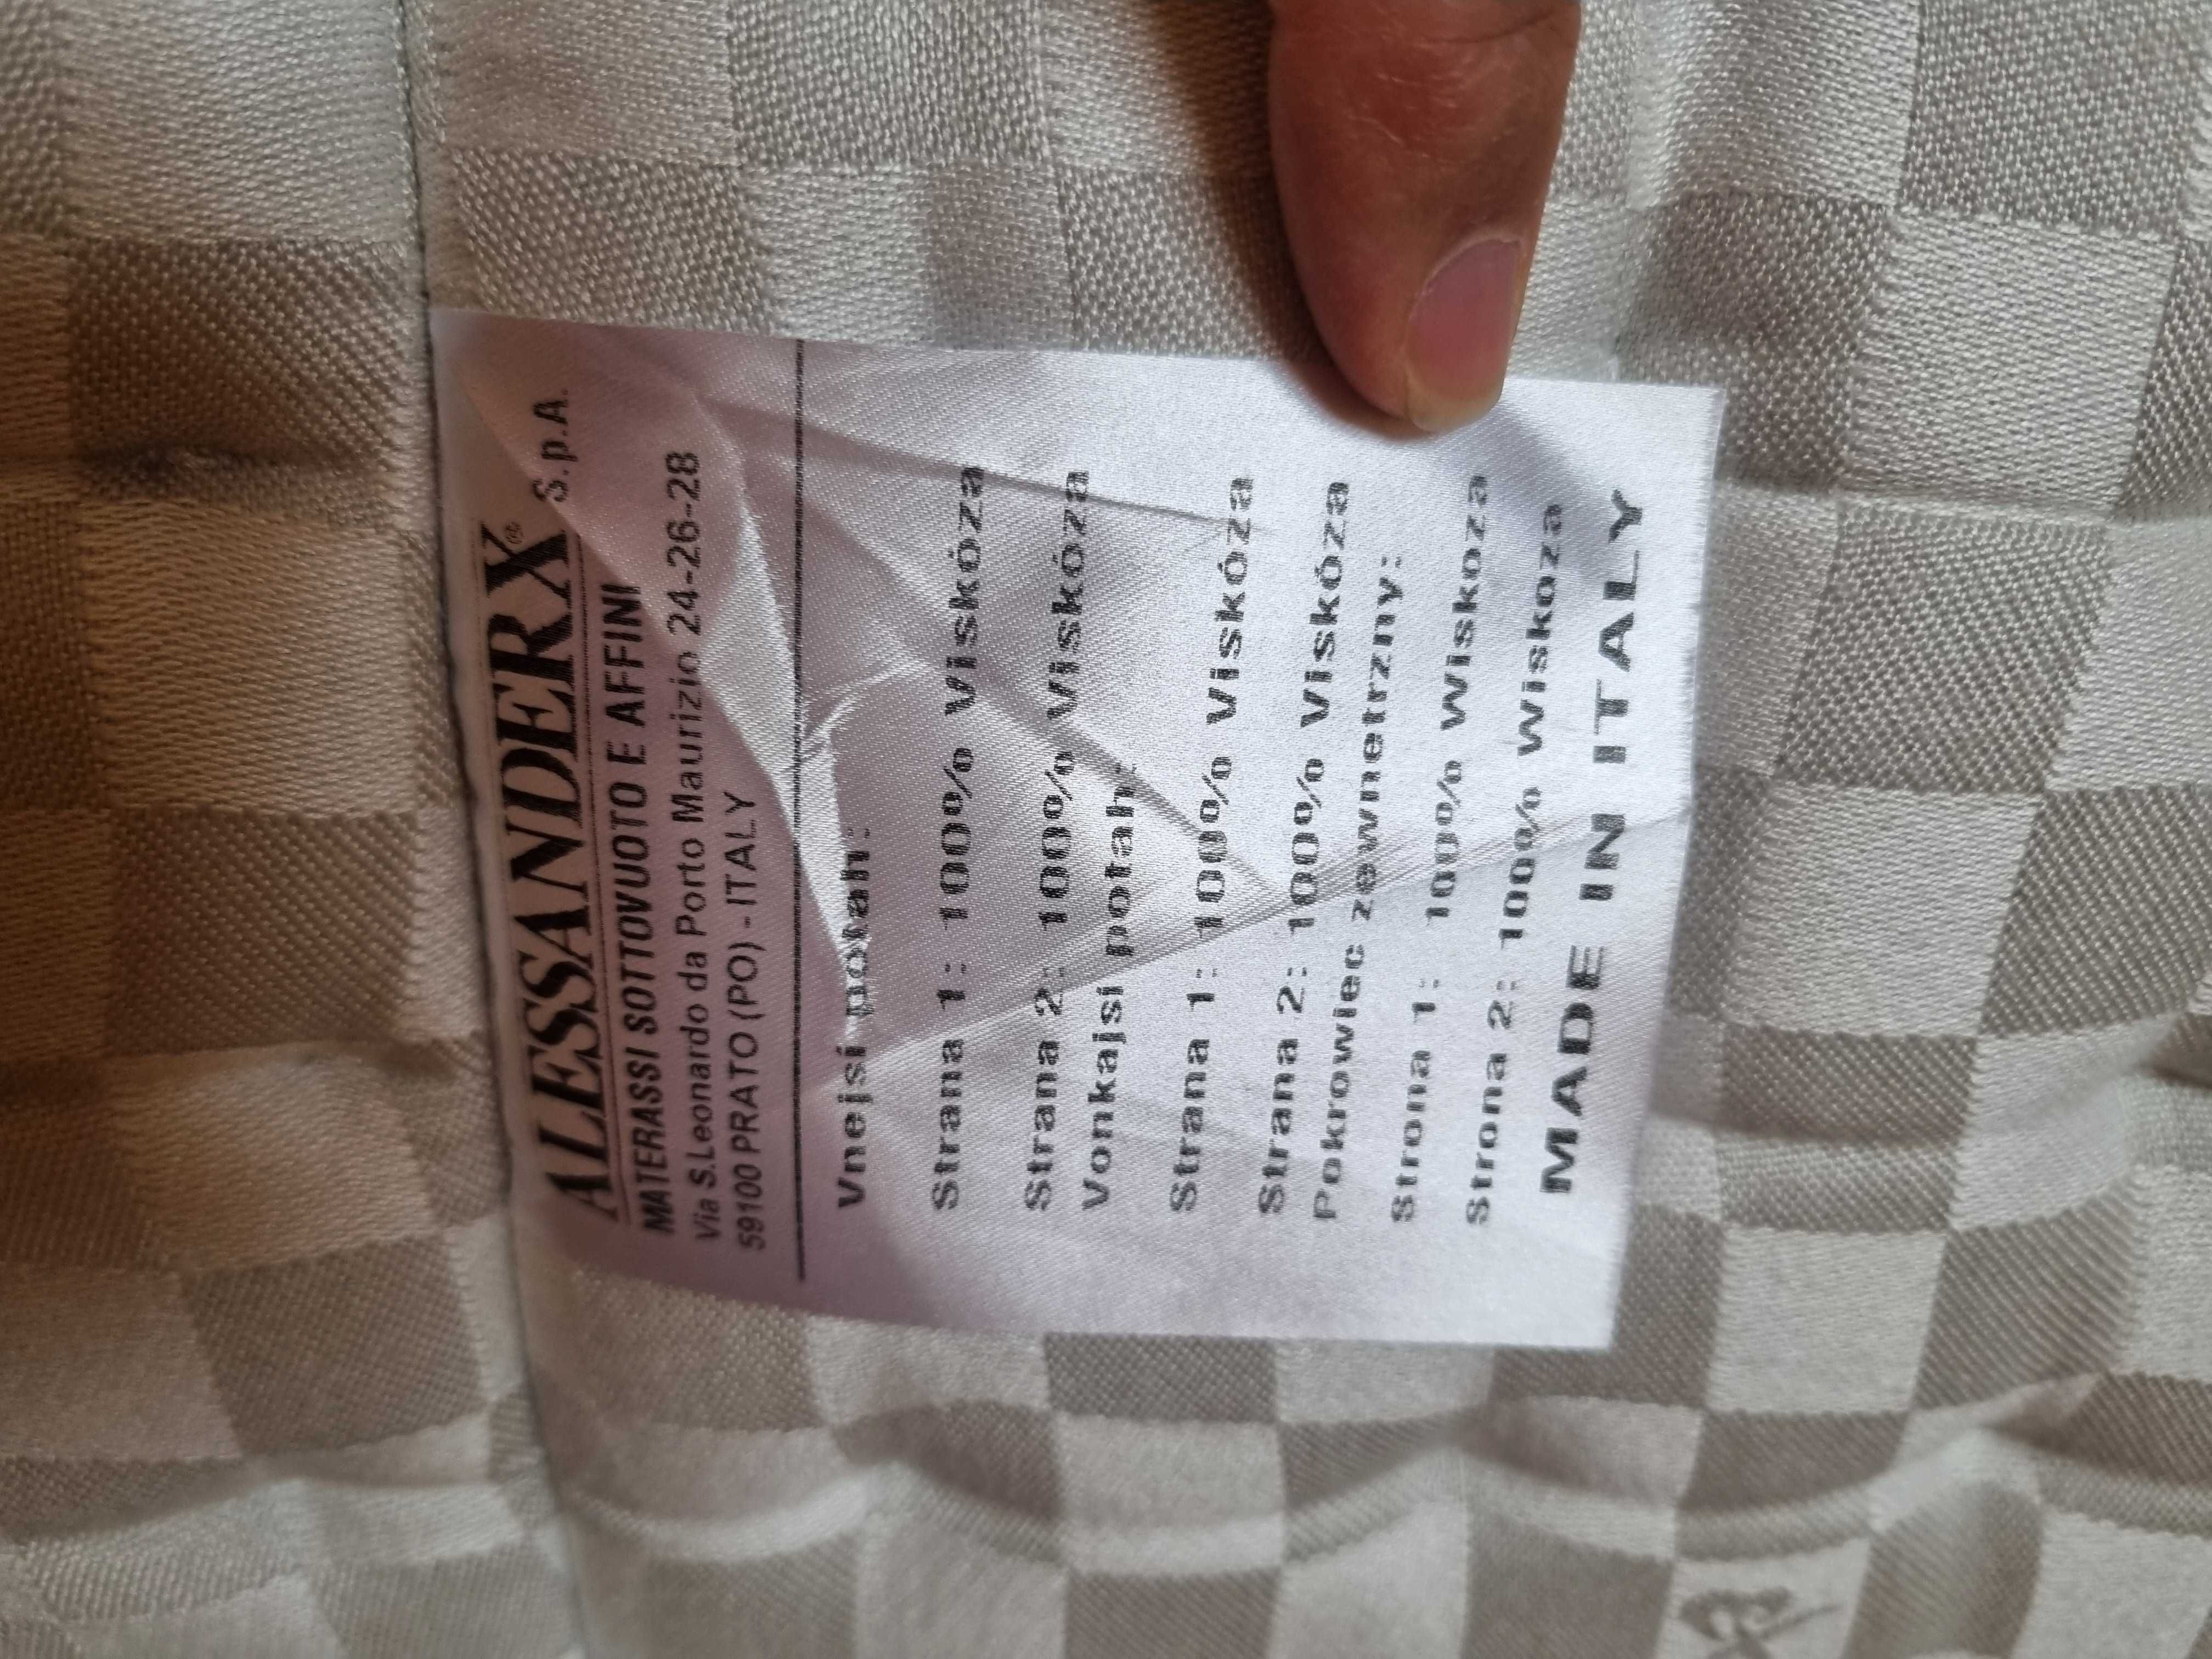 ALESSANDERX® S.p.A.
MATERASSI SOTTOVUOTO E AFFINI
Via S.Leonardo da Porto Maurizio 24-26-28
59100 PRATO (PO) - ITALY
Vnejsí potah:
Strana 1: 100% Viskóza
Strana 2: 100% Viskóza
Vonkajsí potah:
Strana 1: 100% Viskóza
Strana 2: 100% Viskóza
Pokrowiec zewnetrzny:
Strona 1: 100% Wiskoza
Strona 2: 100% Wiskoza
MADE IN ITALY